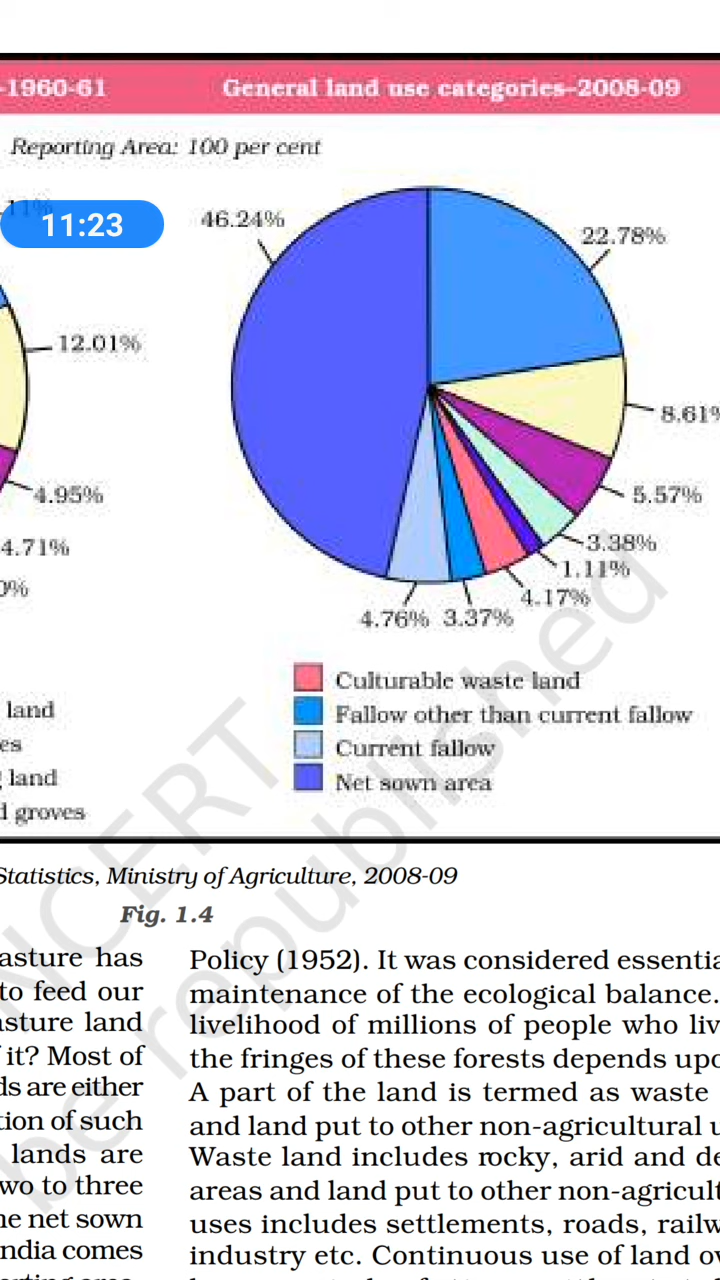 -1960-61
General land use categories–2008-09
Reporting Area: 100 per cent
11:23
46.24%
22.78%
12.01%
8.61%
4.95%
5.57%
4.71%
3.38%
0%
1.11%
4.17%
4.76%
3.37%
Culturable waste land
Fallow other than current fallow
Current fallow
Net sown area
land
es
land
d groves
Statistics, Ministry of Agriculture, 2008-09
Fig. 1.4
asture has
to feed our
asture land
it? Most of
ds are either
tion of such
lands are
wo to three
he net sown
ndia comes
Policy (1952). It was considered essentia
maintenance of the ecological balance.
livelihood of millions of people who liv
the fringes of these forests depends upo
A part of the land is termed as waste
and land put to other non-agricultural u
Waste land includes rocky, arid and de
areas and land put to other non-agricult
uses includes settlements, roads, railw
industry etc. Continuous use of land ov
NCERT
be republished